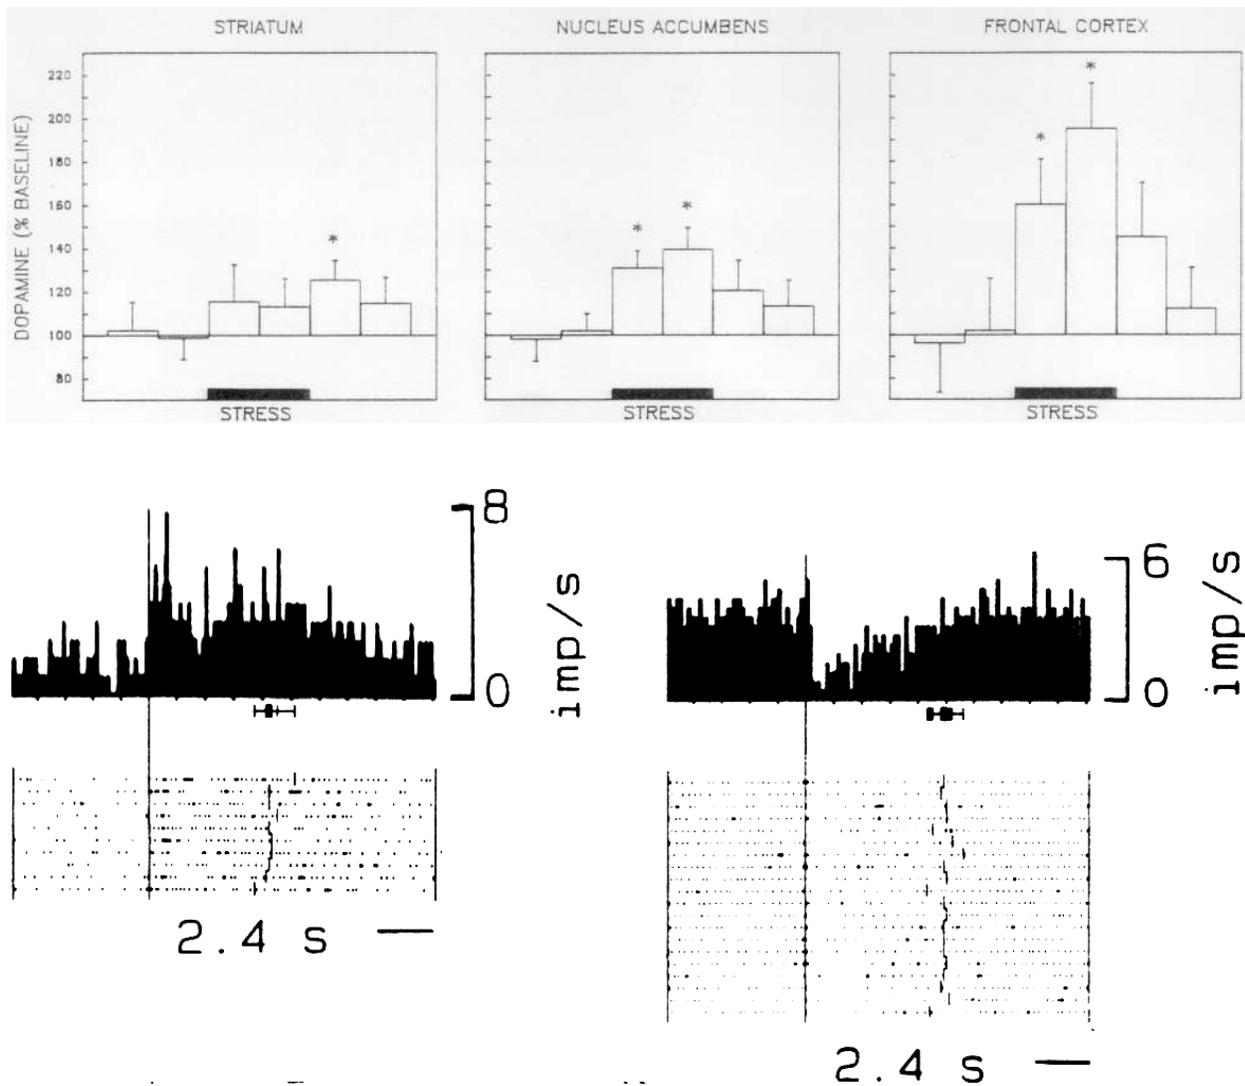 STRIATUM NUCLEUS ACCUMBENS FRONTAL CORTEX
DOPAMINE (% BASELINE)
220
200
180
160
140
120
100
80
* * * * *
STRESS STRESS STRESS
8
0
imp/s
6
0
imp/s
2.4 s
2.4 s